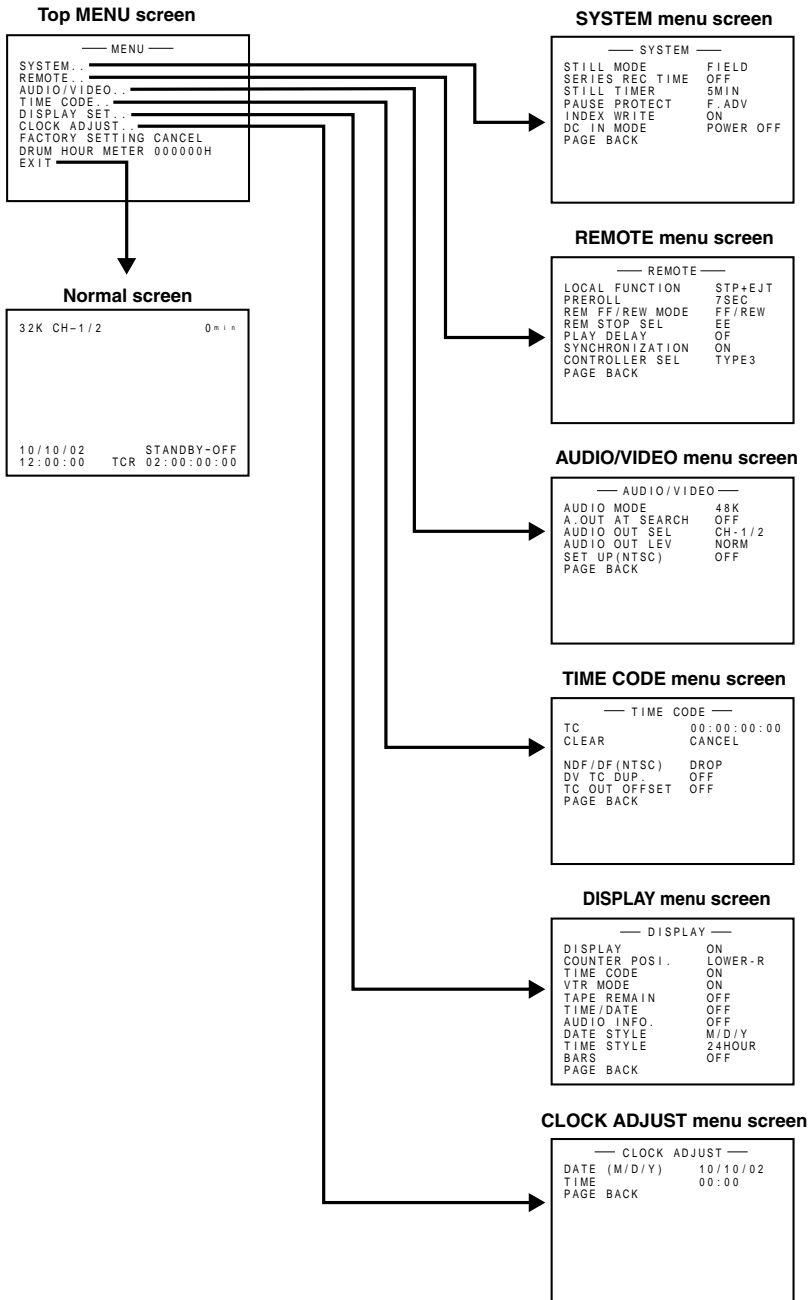 Top MENU screen
MENU
SYSTEM..
REMOTE..
AUDIO/VIDEO..
TIME CODE..
DISPLAY SET..
CLOCK ADJUST..
FACTORY SETTING CANCEL
DRUM HOUR METER 000000H
EXIT
Normal screen
32K CH–1/2 0min
10/10/02 STANDBY–OFF
12:00:00 TCR 02:00:00:00
SYSTEM menu screen
SYSTEM
STILL MODE FIELD
SERIES REC TIME OFF
STILL TIMER 5MIN
PAUSE PROTECT F.ADV
INDEX WRITE ON
DC IN MODE POWER OFF
PAGE BACK
REMOTE menu screen
REMOTE
LOCAL FUNCTION STP+EJT
PREROLL 7SEC
REM FF/REW MODE FF/REW
REM STOP SEL EE
PLAY DELAY OF
SYNCHRONIZATION ON
CONTROLLER SEL TYPE3
PAGE BACK
AUDIO/VIDEO menu screen
AUDIO/VIDEO
AUDIO MODE 48K
A.OUT AT SEARCH OFF
AUDIO OUT SEL CH-1/2
AUDIO OUT LEV NORM
SET UP(NTSC) OFF
PAGE BACK
TIME CODE menu screen
TIME CODE
TC 00:00:00:00
CLEAR CANCEL
NDF/DF(NTSC) DROP
DV TC DUP. OFF
TC OUT OFFSET OFF
PAGE BACK
DISPLAY menu screen
DISPLAY
DISPLAY ON
COUNTER POSI. LOWER-R
TIME CODE ON
VTR MODE ON
TAPE REMAIN OFF
TIME/DATE OFF
AUDIO INFO. OFF
DATE STYLE M/D/Y
TIME STYLE 24HOUR
BARS OFF
PAGE BACK
CLOCK ADJUST menu screen
CLOCK ADJUST
DATE (M/D/Y) 10/10/02
TIME 00:00
PAGE BACK